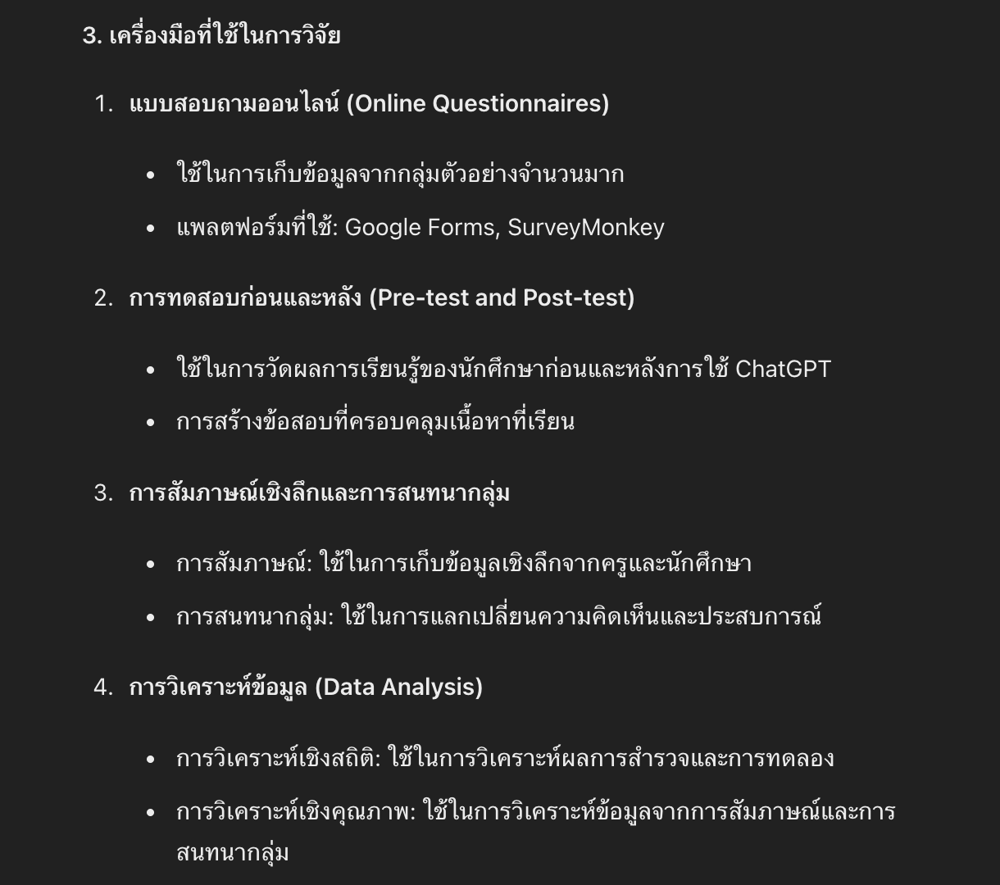 3. เครื่องมือที่ใช้ในการวิจัย
1. แบบสอบถามออนไลน์ (Online Questionnaires)
• ใช้ในการเก็บข้อมูลจากกลุ่มตัวอย่างจำนวนมาก
• แพลตฟอร์มที่ใช้: Google Forms, SurveyMonkey
2. การทดสอบก่อนและหลัง (Pre-test and Post-test)
• ใช้ในการวัดผลการเรียนรู้ของนักศึกษาก่อนและหลังการใช้ ChatGPT
• การสร้างข้อสอบที่ครอบคลุมเนื้อหาที่เรียน
3. การสัมภาษณ์เชิงลึกและการสนทนากลุ่ม
• การสัมภาษณ์: ใช้ในการเก็บข้อมูลเชิงลึกจากครูและนักศึกษา
• การสนทนากลุ่ม: ใช้ในการแลกเปลี่ยนความคิดเห็นและประสบการณ์
4. การวิเคราะห์ข้อมูล (Data Analysis)
• การวิเคราะห์เชิงสถิติ: ใช้ในการวิเคราะห์ผลการสำรวจและการทดลอง
• การวิเคราะห์เชิงคุณภาพ: ใช้ในการวิเคราะห์ข้อมูลจากการสัมภาษณ์และการ
สนทนากลุ่ม